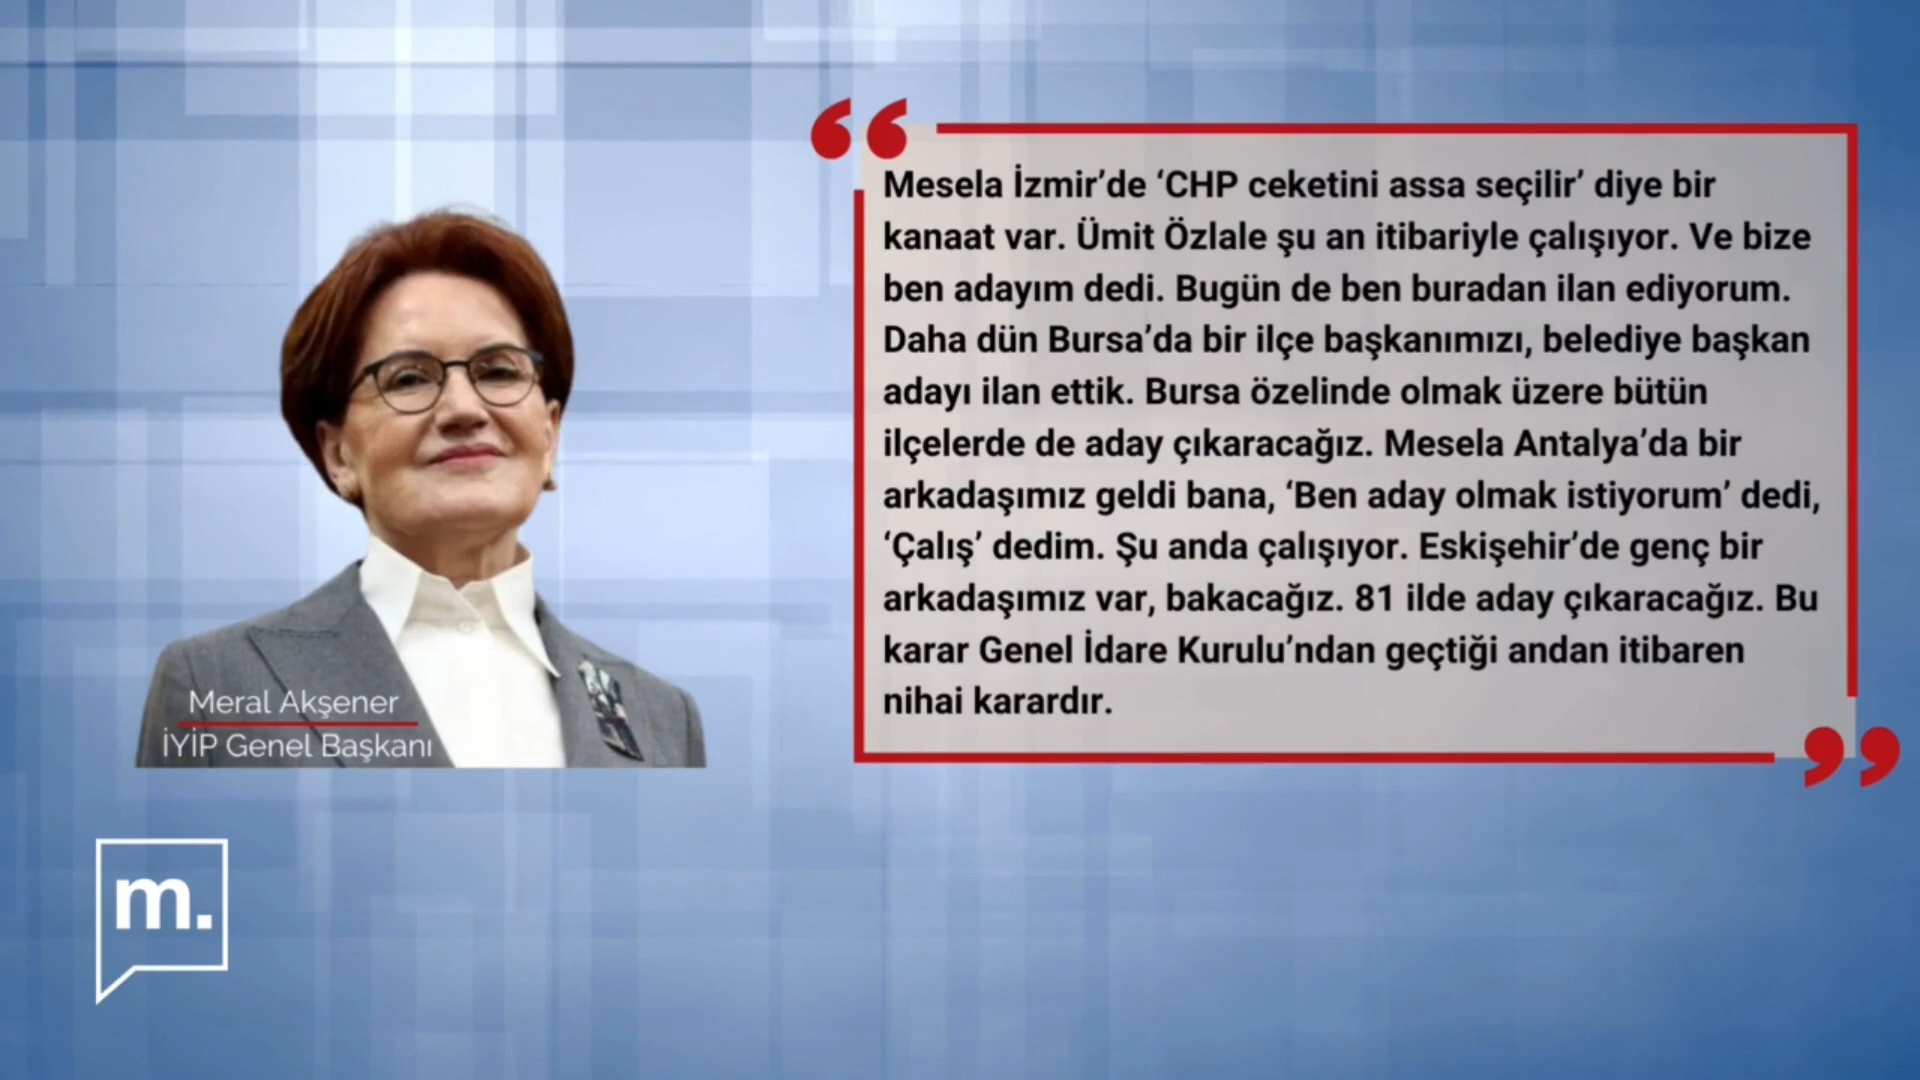 Mesela İzmir’de ‘CHP ceketini assa seçilir’ diye bir
kanaat var. Ümit Özlale şu an itibariyle çalışıyor. Ve bize
ben adayım dedi. Bugün de ben buradan ilan ediyorum.
Daha dün Bursa’da bir ilçe başkanımızı, belediye başkan
adayı ilan ettik. Bursa özelinde olmak üzere bütün
ilçelerde de aday çıkaracağız. Mesela Antalya’da bir
arkadaşımız geldi bana, ‘Ben aday olmak istiyorum’ dedi,
‘Çalış’ dedim. Şu anda çalışıyor. Eskişehir’de genç bir
arkadaşımız var, bakacağız. 81 ilde aday çıkaracağız. Bu
karar Genel İdare Kurulu’ndan geçtiği andan itibaren
nihai karardır.
Meral Akşener
İYİP Genel Başkanı
m.